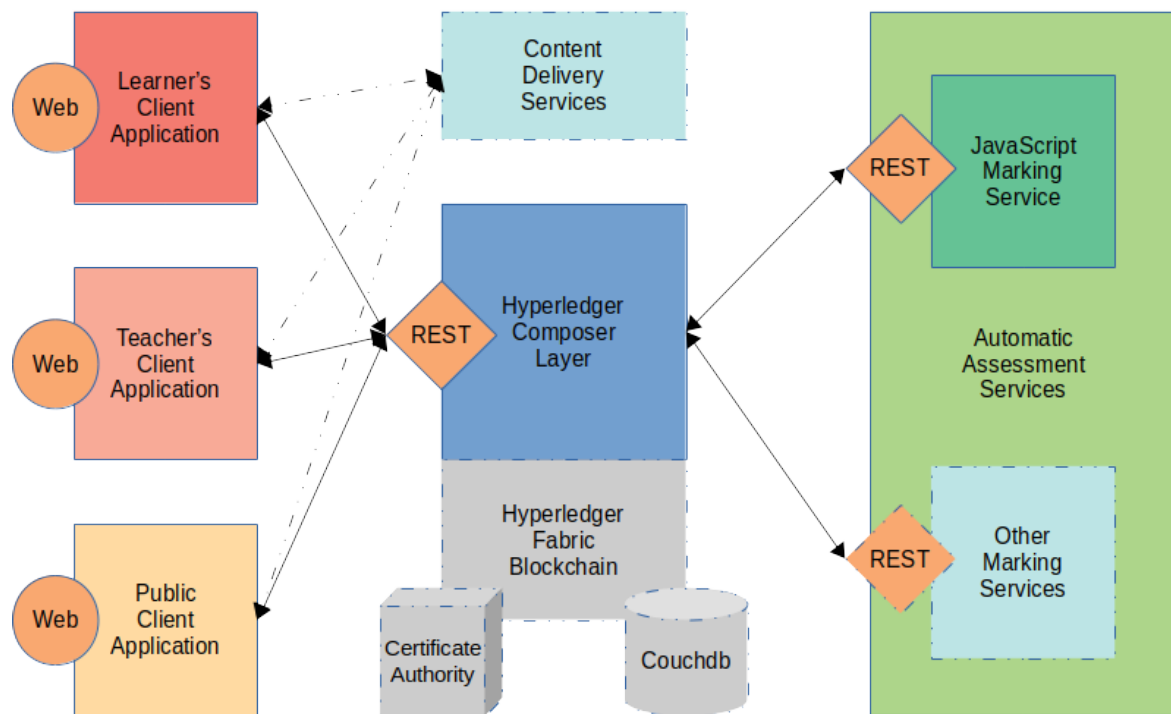 Web
Learner's
Client
Application
Content
Delivery
Services
REST
JavaScript
Marking
Service
Web
Teacher's
Client
Application
REST
Hyperledger
Composer
Layer
Automatic
Assessment
Services
Hyperledger
Fabric
Blockchain
REST
Other
Marking
Services
Web
Public
Client
Application
Certificate
Authority
Couchdb